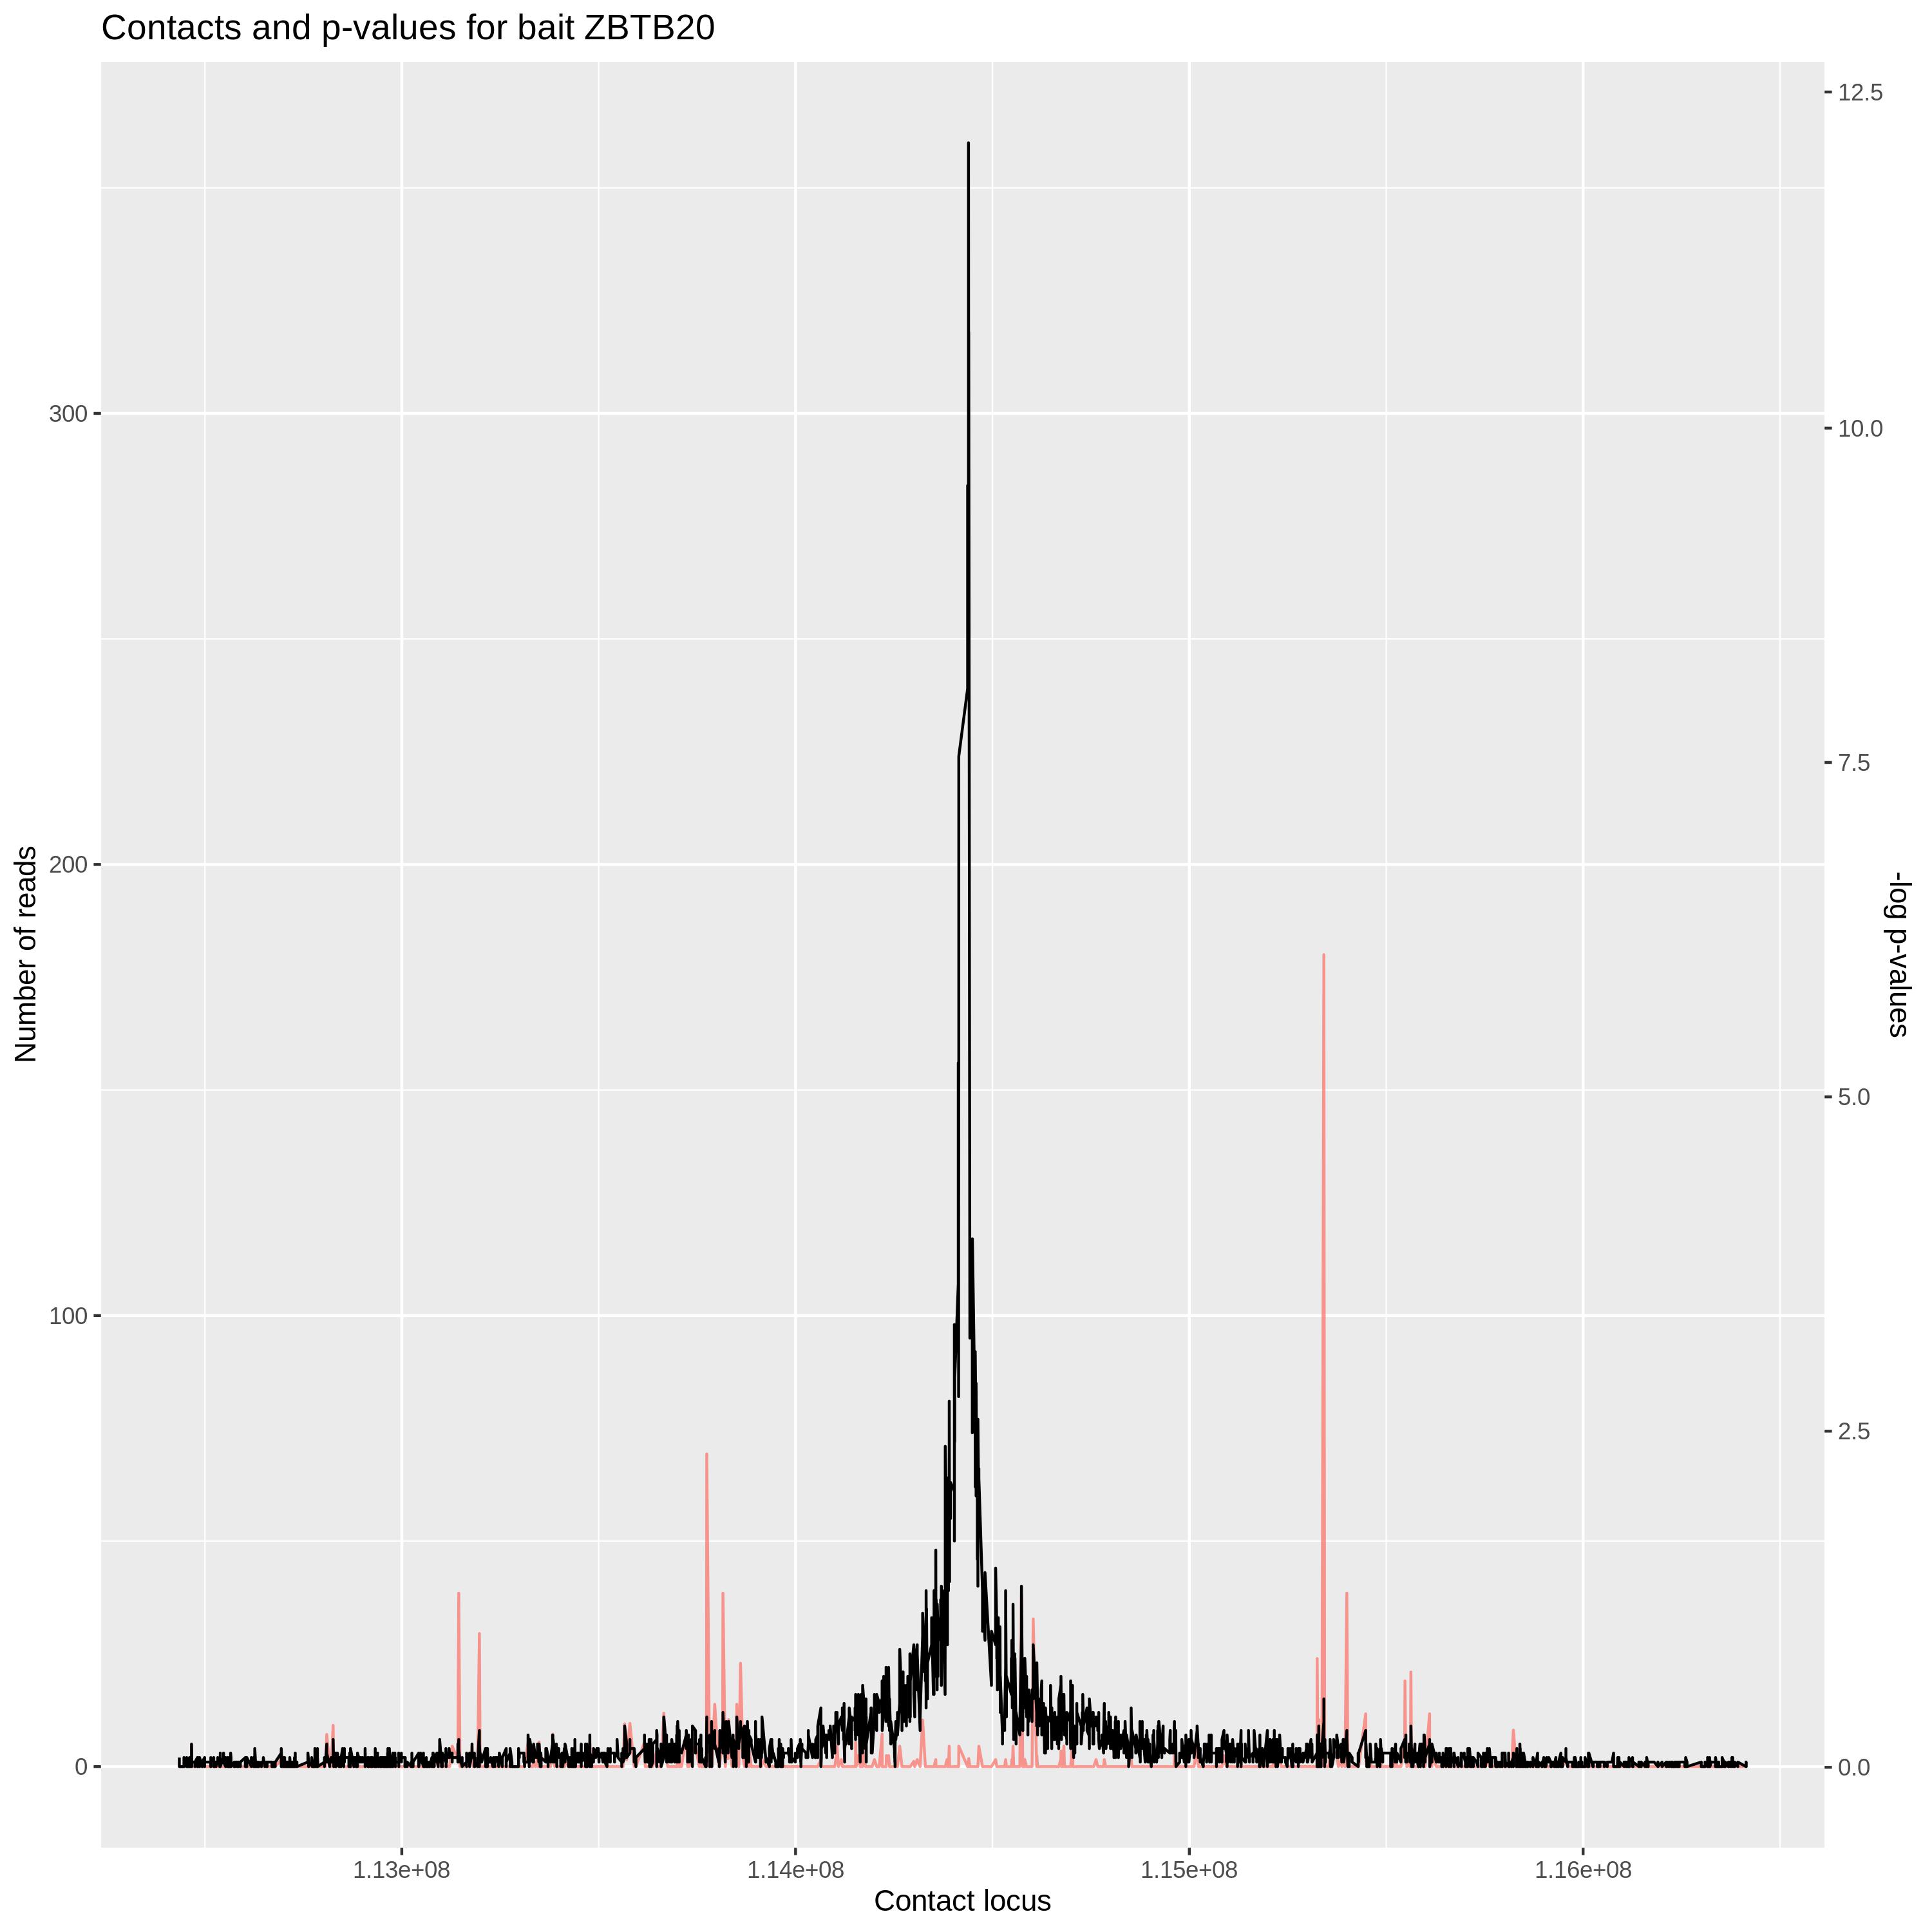 Contacts and p-values for bait ZBTB20
12.5
300
10.0
7.5
200
Number of reads
-log p-values
5.0
100
2.5
0
0.0
1.13e+08
1.14e+08
1.15e+08
1.16e+08
Contact locus